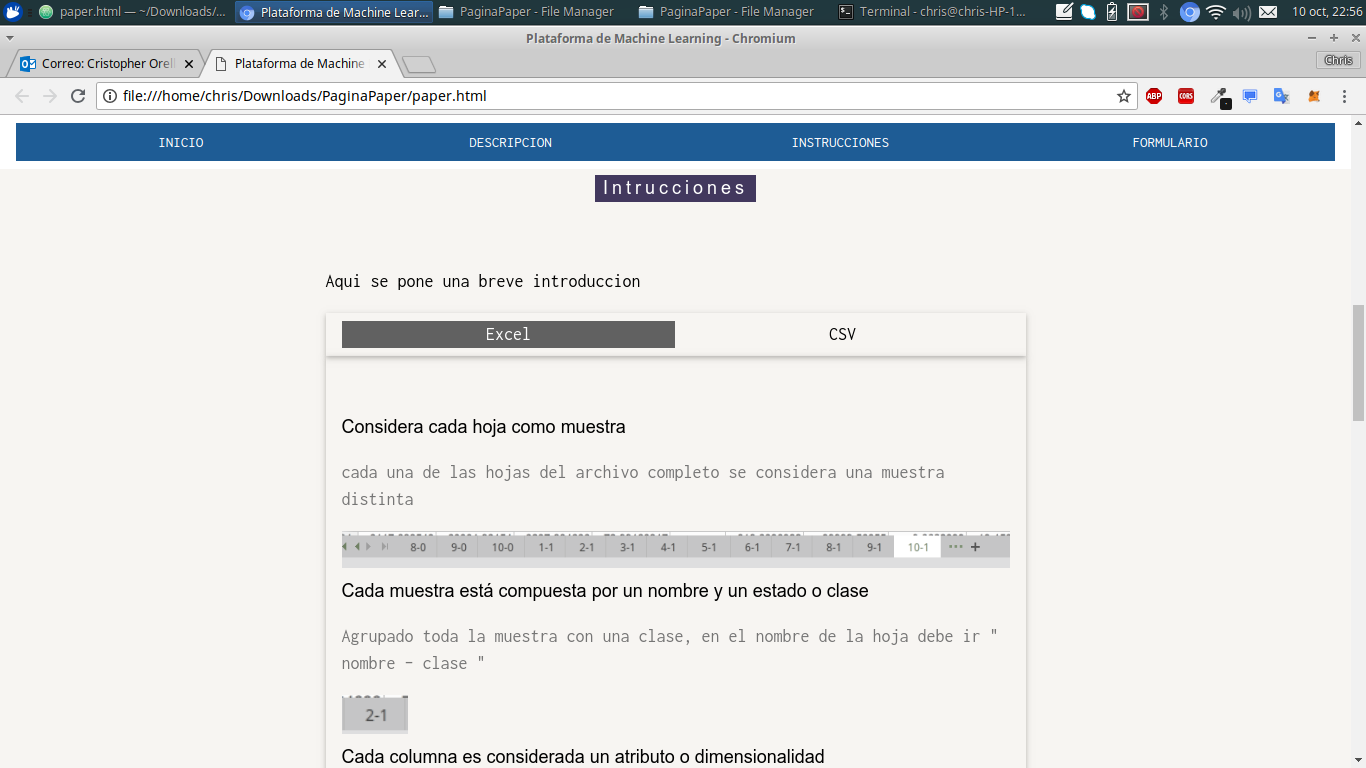 paper.html — ~/Downloads/... Plataforma de Machine Lear... PaginaPaper - File Manager PaginaPaper - File Manager Terminal - chris@chris-HP-1... 10 oct, 22:56
Plataforma de Machine Learning - Chromium
Correo: Cristopher Orell Plataforma de Machine Chris
file:///home/chris/Downloads/PaginaPaper/paper.html ABP CORS
INICIO DESCRIPCION INSTRUCCIONES FORMULARIO
Intrucciones
Aqui se pone una breve introduccion
Excel CSV
Considera cada hoja como muestra
cada una de las hojas del archivo completo se considera una muestra
distinta
8-0 9-0 10-0 1-1 2-1 3-1 4-1 5-1 6-1 7-1 8-1 9-1 10-1
Cada muestra está compuesta por un nombre y un estado o clase
Agrupado toda la muestra con una clase, en el nombre de la hoja debe ir "
nombre - clase "
2-1
Cada columna es considerada un atributo o dimensionalidad